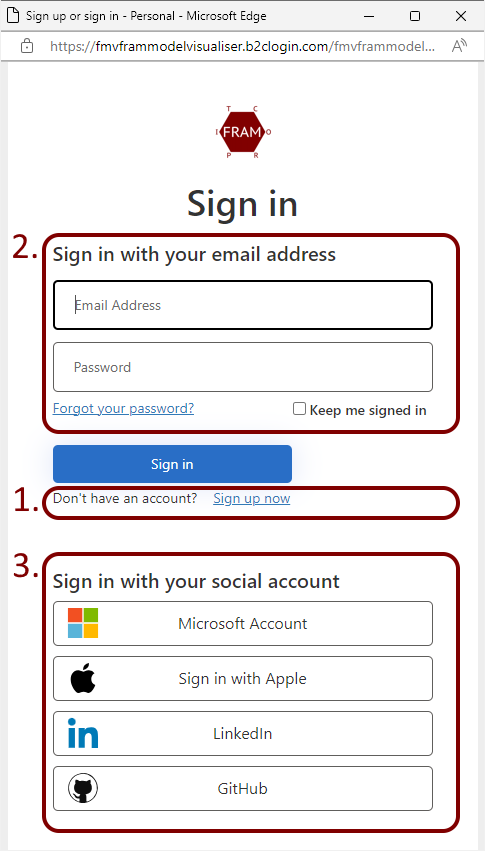 Sign up or sign in - Personal - Microsoft Edge
https://fmvframmodelvisualiser.b2clogin.com/fmvframmodel...
T C
I FRAM O
P R
Sign in
2.
Sign in with your email address
Email Address
Password
Forgot your password?
Keep me signed in
Sign in
1.
Don't have an account? Sign up now
3.
Sign in with your social account
Microsoft Account
Sign in with Apple
LinkedIn
GitHub